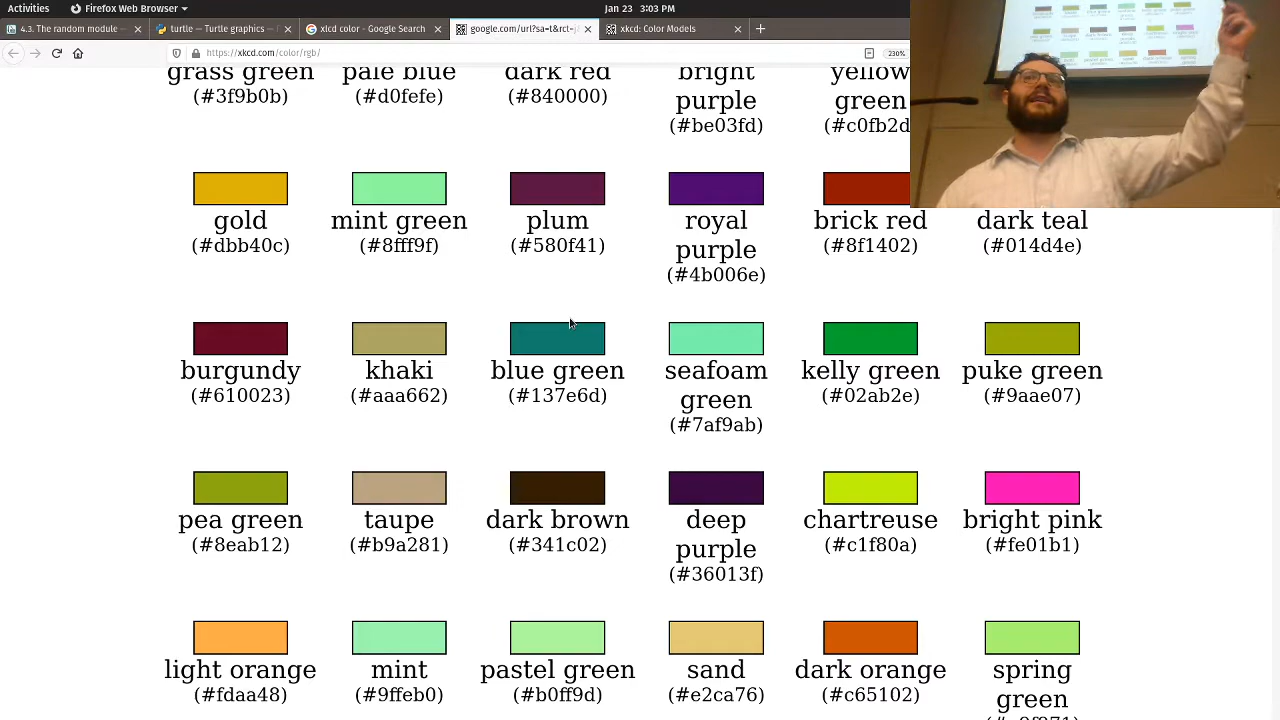 Activities
Firefox Web Browser
Jan 23 3:03 PM
4.3. The random module —
turtle — Turtle graphics —
xlcd color - Google Sea
google.com/url?sa=t&rct=j
xkcd: Color Models
https://xkcd.com/color/rgb/
230%
grass green
pale blue
dark red
bright
yellow
purple
green
(#3f9b0b)
(#d0fefe)
(#840000)
(#be03fd)
(#c0fb2d
gold
mint green
plum
royal
brick red
dark teal
purple
(#dbb40c)
(#8fff9f)
(#580f41)
(#4b006e)
(#8f1402)
(#014d4e)
burgundy
khaki
blue green
seafoam
kelly green
puke green
green
(#610023)
(#aaa662)
(#137e6d)
(#7af9ab)
(#02ab2e)
(#9aae07)
pea green
taupe
dark brown
deep
chartreuse
bright pink
purple
(#8eab12)
(#b9a281)
(#341c02)
(#36013f)
(#c1f80a)
(#fe01b1)
light orange
mint
pastel green
sand
dark orange
spring
green
(#fdaa48)
(#9ffeb0)
(#b0ff9d)
(#e2ca76)
(#c65102)